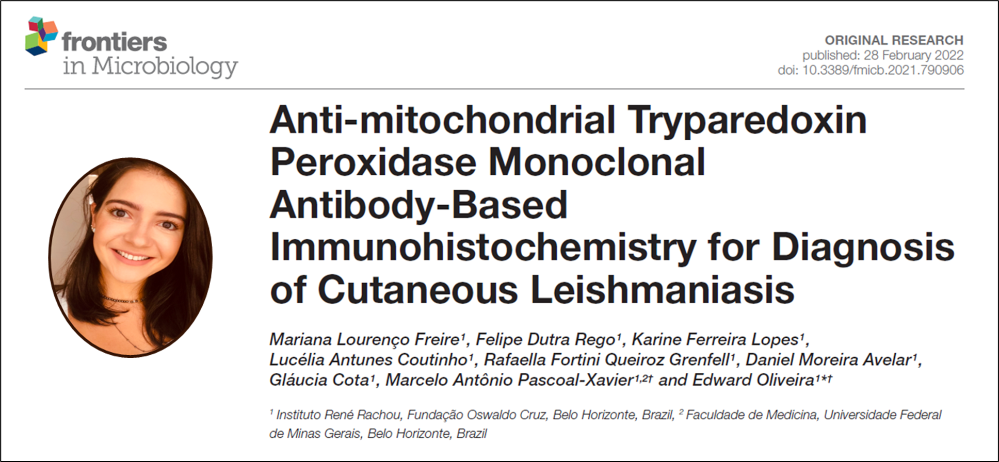 frontiers
in Microbiology
ORIGINAL RESEARCH
published: 28 February 2022
doi: 10.3389/fmicb.2021.790906
Anti-mitochondrial Tryparedoxin
Peroxidase Monoclonal
Antibody-Based
Immunohistochemistry for Diagnosis
of Cutaneous Leishmaniasis
Mariana Lourenço Freire¹, Felipe Dutra Rego¹, Karine Ferreira Lopes¹,
Lucélia Antunes Coutinho¹, Rafaella Fortini Queiroz Grenfell¹, Daniel Moreira Avelar¹,
Gláucia Cota¹, Marcelo Antônio Pascoal-Xavier¹,²† and Edward Oliveira¹*†
¹ Instituto René Rachou, Fundação Oswaldo Cruz, Belo Horizonte, Brazil, ² Faculdade de Medicina, Universidade Federal
de Minas Gerais, Belo Horizonte, Brazil